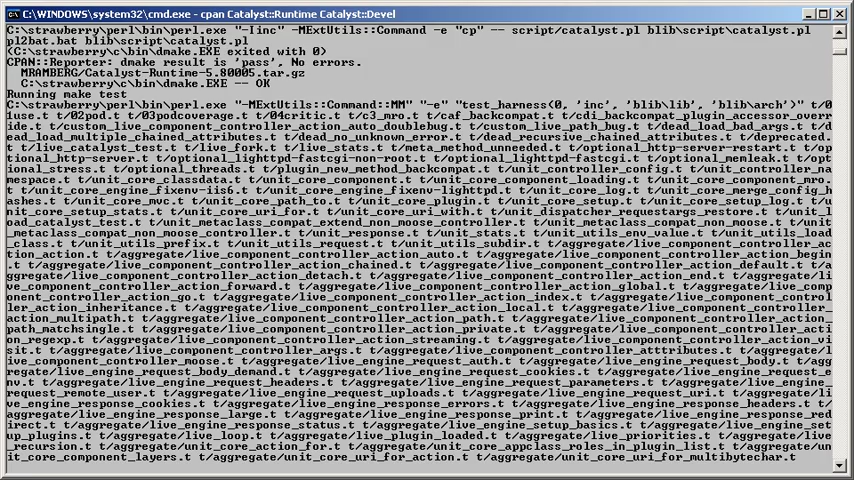 C:\WINDOWS\system32\cmd.exe - cpan Catalyst::Runtime Catalyst::Devel
C:\strawberry\perl\bin\perl.exe "-Iinc" -MExtUtils::Command -e "cp" -- script/catalyst.pl blib\script\catalyst.pl
pl2bat.bat blib\script\catalyst.pl
(C:\strawberry\c\bin\dmake.EXE exited with 0)
CPAN::Reporter: dmake result is 'pass', No errors.
MRAMBERG/Catalyst-Runtime-5.80005.tar.gz
C:\strawberry\c\bin\dmake.EXE -- OK
Running make test
C:\strawberry\perl\bin\perl.exe "-MExtUtils::Command::MM" "-e" "test_harness(0, 'inc', 'blib\lib', 'blib\arch')" t/0
1use.t t/02pod.t t/03podcoverage.t t/04critic.t t/c3_mro.t t/caf_backcompat.t t/cdi_backcompat_plugin_accessor_overr
ide.t t/custom_live_component_controller_action_auto_doublebug.t t/custom_live_path_bug.t t/dead_load_bad_args.t t/
dead_load_multiple_chained_attributes.t t/dead_no_unknown_error.t t/dead_recursive_chained_attributes.t t/deprecated.
t t/live_catalyst_test.t t/live_fork.t t/live_stats.t t/meta_method_unneeded.t t/optional_http-server-restart.t t/o
ptional_http-server.t t/optional_lighttpd-fastcgi-non-root.t t/optional_lighttpd-fastcgi.t t/optional_memleak.t t/opt
ional_stress.t t/optional_threads.t t/plugin_new_method_backcompat.t t/unit_controller_config.t t/unit_controller_na
mespace.t t/unit_core_classdata.t t/unit_core_component.t t/unit_core_component_loading.t t/unit_core_component_mro.
t t/unit_core_engine_fixenv-iis6.t t/unit_core_engine_fixenv-lighttpd.t t/unit_core_log.t t/unit_core_merge_config_h
ashes.t t/unit_core_mvc.t t/unit_core_path_to.t t/unit_core_plugin.t t/unit_core_setup.t t/unit_core_setup_log.t t/un
it_core_setup_stats.t t/unit_core_uri_for.t t/unit_core_uri_with.t t/unit_dispatcher_requestargs_restore.t t/unit_l
oad_catalyst_test.t t/unit_metaclass_compat_extend_non_moose_controller.t t/unit_metaclass_compat_non_moose.t t/unit
_metaclass_compat_non_moose_controller.t t/unit_response.t t/unit_stats.t t/unit_utils_env_value.t t/unit_utils_load
_class.t t/unit_utils_prefix.t t/unit_utils_request.t t/unit_utils_subdir.t t/aggregate/live_component_controller_ac
tion_action.t t/aggregate/live_component_controller_action_auto.t t/aggregate/live_component_controller_action_begin
.t t/aggregate/live_component_controller_action_chained.t t/aggregate/live_component_controller_action_default.t t/a
ggregate/live_component_controller_action_detach.t t/aggregate/live_component_controller_action_end.t t/aggregate/li
ve_component_controller_action_forward.t t/aggregate/live_component_controller_action_global.t t/aggregate/live_comp
onent_controller_action_go.t t/aggregate/live_component_controller_action_index.t t/aggregate/live_component_control
ler_action_inheritance.t t/aggregate/live_component_controller_action_local.t t/aggregate/live_component_controller
_action_multipath.t t/aggregate/live_component_controller_action_path.t t/aggregate/live_component_controller_action_
path_matchsingle.t t/aggregate/live_component_controller_action_private.t t/aggregate/live_component_controller_acti
on_regexp.t t/aggregate/live_component_controller_action_streaming.t t/aggregate/live_component_controller_action_vi
sit.t t/aggregate/live_component_controller_args.t t/aggregate/live_component_controller_attributes.t t/aggregate/l
ive_component_controller_moose.t t/aggregate/live_engine_request_auth.t t/aggregate/live_engine_request_body.t t/agg
regate/live_engine_request_body_demand.t t/aggregate/live_engine_request_cookies.t t/aggregate/live_engine_request_e
nv.t t/aggregate/live_engine_request_headers.t t/aggregate/live_engine_request_parameters.t t/aggregate/live_engine_
request_remote_user.t t/aggregate/live_engine_request_uploads.t t/aggregate/live_engine_request_uri.t t/aggregate/li
ve_engine_response_cookies.t t/aggregate/live_engine_response_errors.t t/aggregate/live_engine_response_headers.t t
/aggregate/live_engine_response_large.t t/aggregate/live_engine_response_print.t t/aggregate/live_engine_response_red
irect.t t/aggregate/live_engine_response_status.t t/aggregate/live_engine_setup_basics.t t/aggregate/live_engine_set
up_plugins.t t/aggregate/live_loop.t t/aggregate/live_plugin_loaded.t t/aggregate/live_priorities.t t/aggregate/live
_recursion.t t/aggregate/unit_core_action.t t/aggregate/unit_core_appclass_roles_in_plugin_list.t t/aggregate/un
it_core_component_layers.t t/aggregate/unit_core_uri_for_action.t t/aggregate/unit_core_uri_for_multibytechar.t